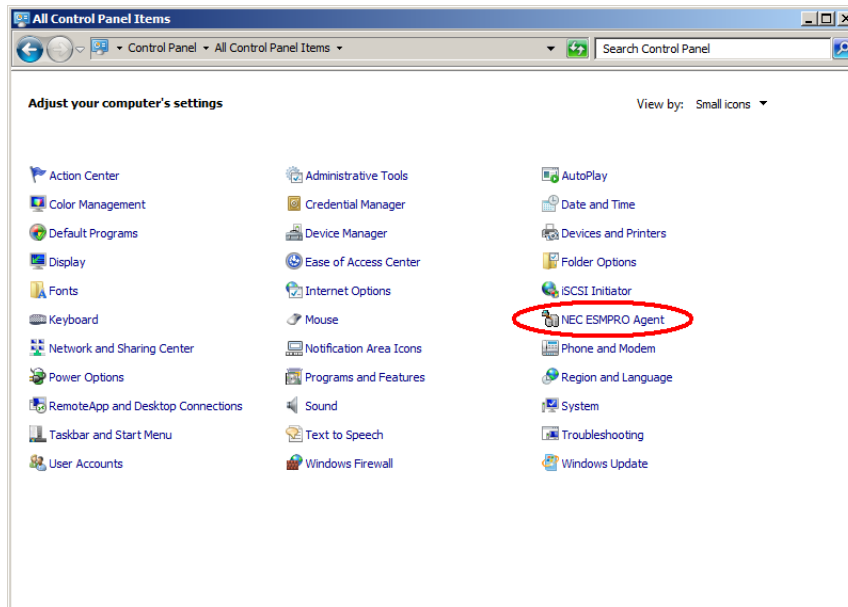 All Control Panel Items
Control Panel All Control Panel Items Search Control Panel
Adjust your computer's settings View by: Small icons
Action Center Administrative Tools AutoPlay
Color Management Credential Manager Date and Time
Default Programs Device Manager Devices and Printers
Display Ease of Access Center Folder Options
Fonts Internet Options iSCSI Initiator
Keyboard Mouse NEC ESMPRO Agent
Network and Sharing Center Notification Area Icons Phone and Modem
Power Options Programs and Features Region and Language
RemoteApp and Desktop Connections Sound System
Taskbar and Start Menu Text to Speech Troubleshooting
User Accounts Windows Firewall Windows Update